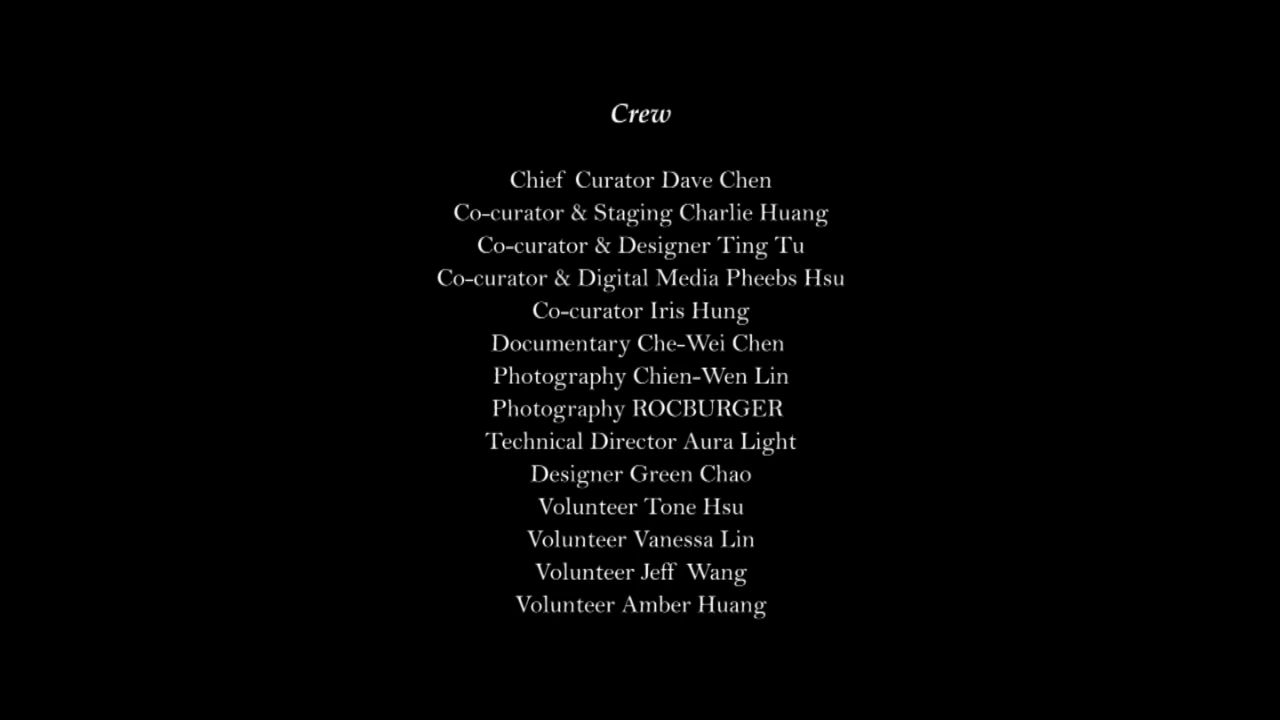 Crew
Chief Curator Dave Chen
Co-curator & Staging Charlie Huang
Co-curator & Designer Ting Tu
Co-curator & Digital Media Pheebs Hsu
Co-curator Iris Hung
Documentary Che-Wei Chen
Photography Chien-Wen Lin
Photography ROCBURGER
Technical Director Aura Light
Designer Green Chao
Volunteer Tone Hsu
Volunteer Vanessa Lin
Volunteer Jeff Wang
Volunteer Amber Huang